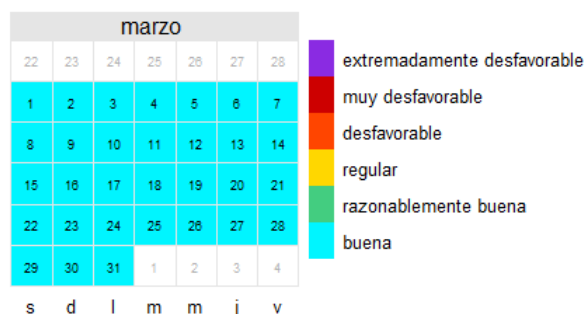 marzo
22 23 24 25 26 27 28
1 2 3 4 5 6 7
8 9 10 11 12 13 14
15 16 17 18 19 20 21
22 23 24 25 26 27 28
29 30 31 1 2 3 4
s d l m m i v
extremadamente desfavorable
muy desfavorable
desfavorable
regular
razonablemente buena
buena